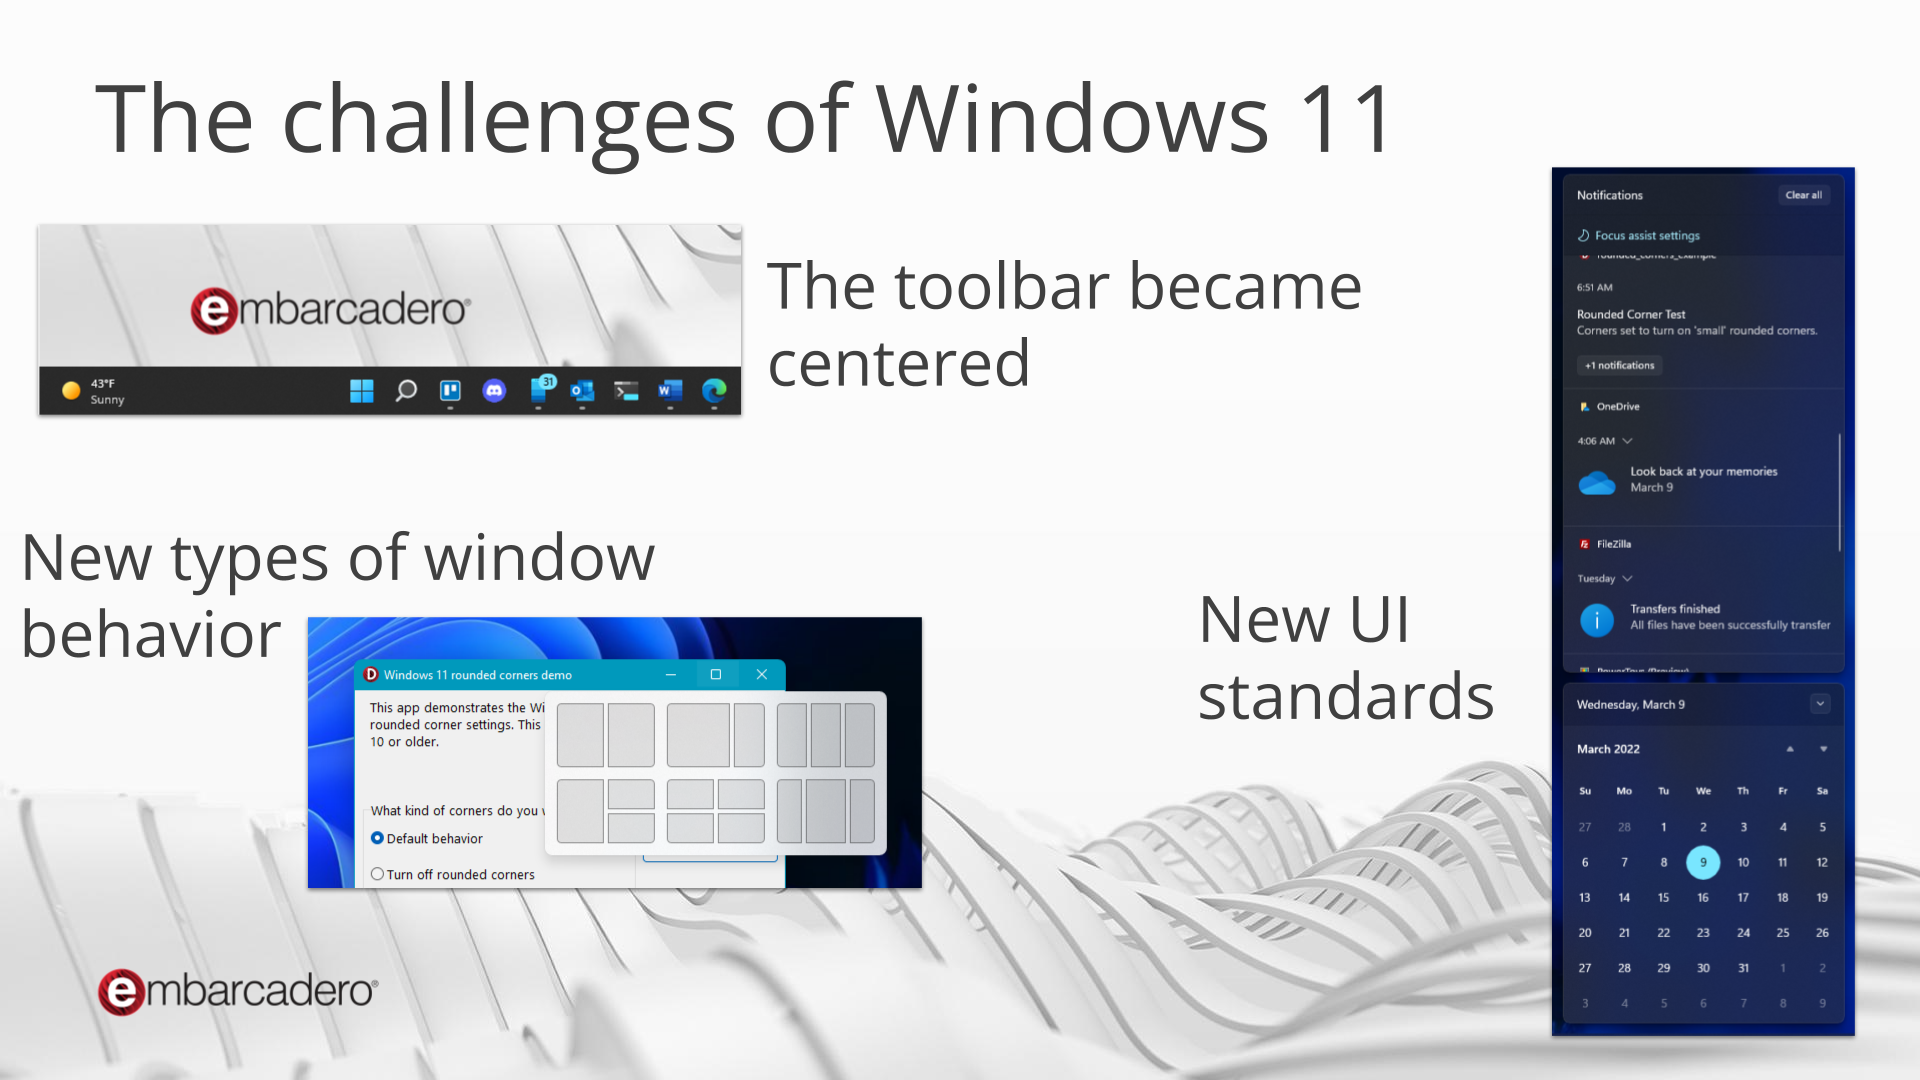 The challenges of Windows 11
embarcadero®
43°F
Sunny
31
The toolbar became
centered
New types of window
behavior
Windows 11 rounded corners demo
This app demonstrates the Wi
rounded corner settings. This
10 or older.
What kind of corners do you
Default behavior
Turn off rounded corners
New UI
standards
Notifications
Clear all
Focus assist settings
rounded_corners_example
6:51 AM
Rounded Corner Test
Corners set to turn on 'small' rounded corners.
+1 notifications
OneDrive
4:06 AM
Look back at your memories
March 9
FileZilla
Tuesday
Transfers finished
All files have been successfully transfer
PowerToys (Preview)
Wednesday, March 9
March 2022
Su Mo Tu We Th Fr Sa
27 28 1 2 3 4 5
6 7 8 9 10 11 12
13 14 15 16 17 18 19
20 21 22 23 24 25 26
27 28 29 30 31 1 2
3 4 5 6 7 8 9
embarcadero®